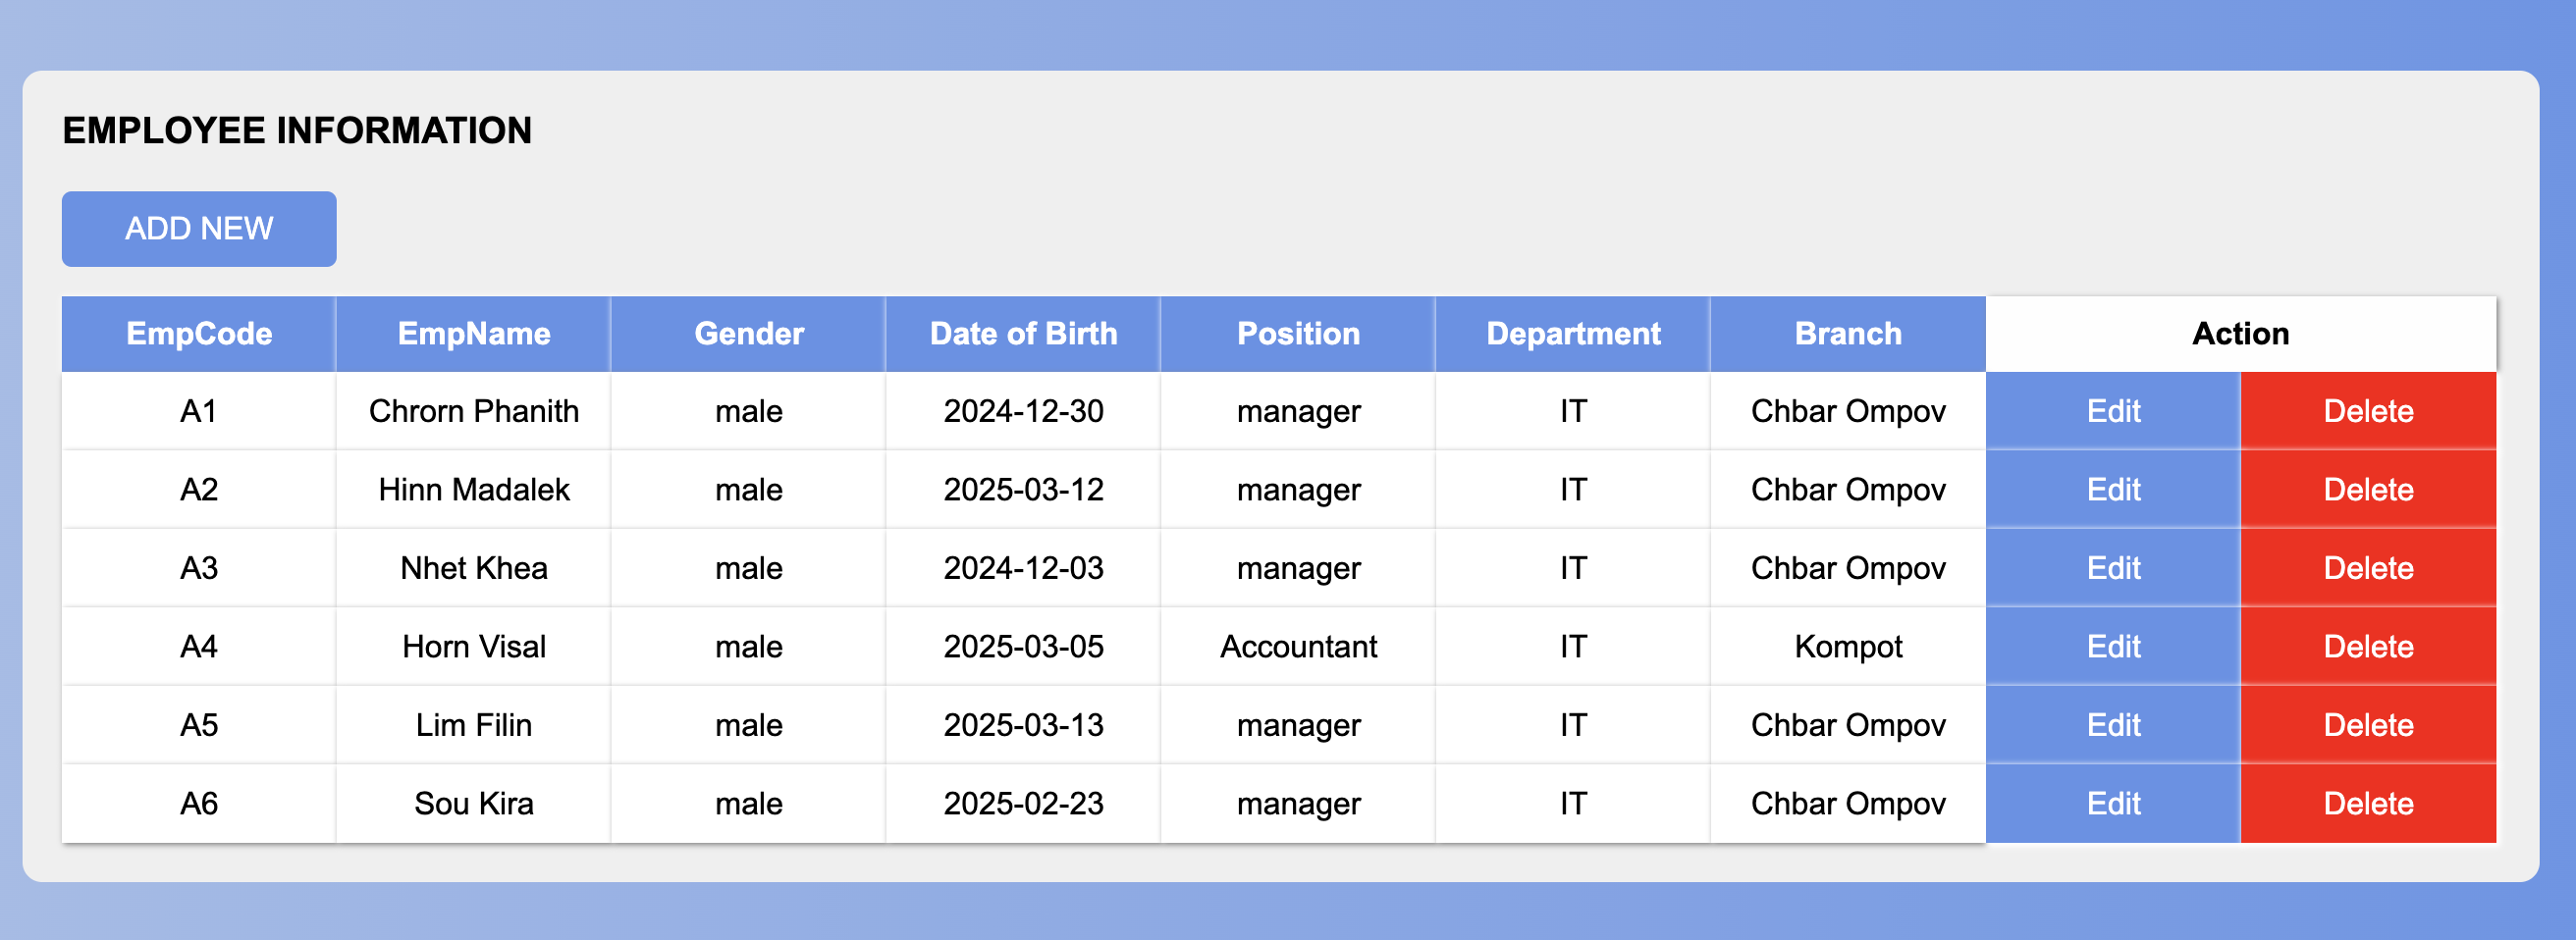 EMPLOYEE INFORMATION
ADD NEW
EmpCode EmpName Gender Date of Birth Position Department Branch Action
A1 Chrorn Phanith male 2024-12-30 manager IT Chbar Ompov Edit Delete
A2 Hinn Madalek male 2025-03-12 manager IT Chbar Ompov Edit Delete
A3 Nhet Khea male 2024-12-03 manager IT Chbar Ompov Edit Delete
A4 Horn Visal male 2025-03-05 Accountant IT Kompot Edit Delete
A5 Lim Filin male 2025-03-13 manager IT Chbar Ompov Edit Delete
A6 Sou Kira male 2025-02-23 manager IT Chbar Ompov Edit Delete